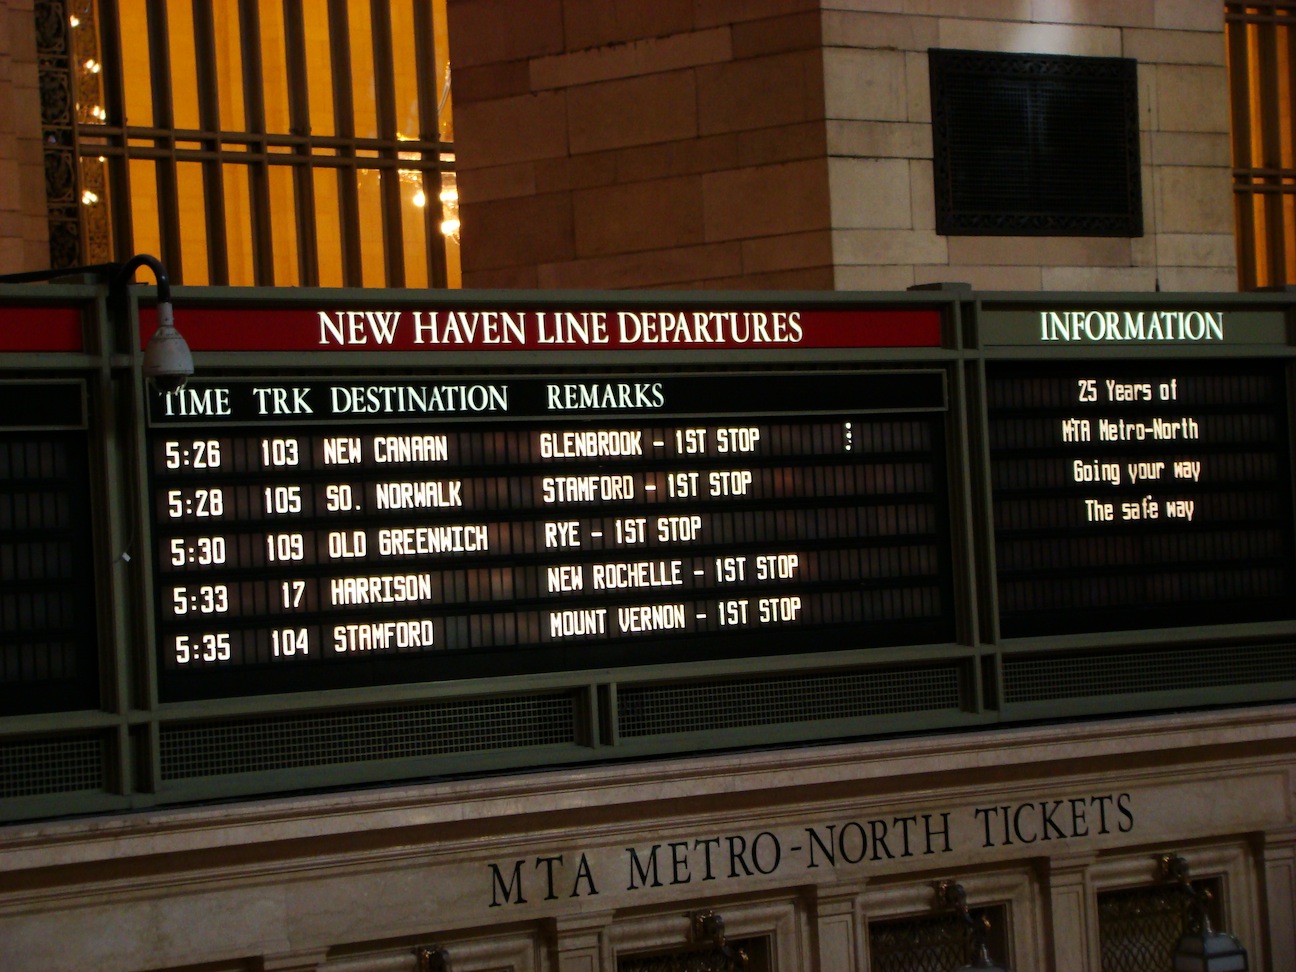 NEW HAVEN LINE DEPARTURES
TIME TRK DESTINATION REMARKS
5:26 103 NEW CANAAN GLENBROOK - 1ST STOP
5:28 105 SO. NORWALK STAMFORD - 1ST STOP
5:30 109 OLD GREENWICH RYE - 1ST STOP
5:33 17 HARRISON NEW ROCHELLE - 1ST STOP
5:35 104 STAMFORD MOUNT VERNON - 1ST STOP
INFORMATION
25 Years of
MTA Metro-North
Going your way
The safe way
MTA METRO-NORTH TICKETS